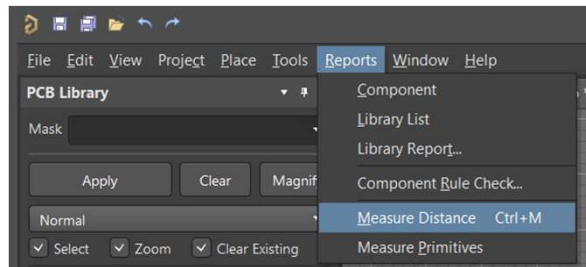 File Edit View Project Place Tools Reports Window Help
PCB Library
Component
Mask
Library List
Library Report...
Apply Clear Magnif
Component Rule Check...
Normal
Measure Distance Ctrl+M
Select Zoom Clear Existing
Measure Primitives